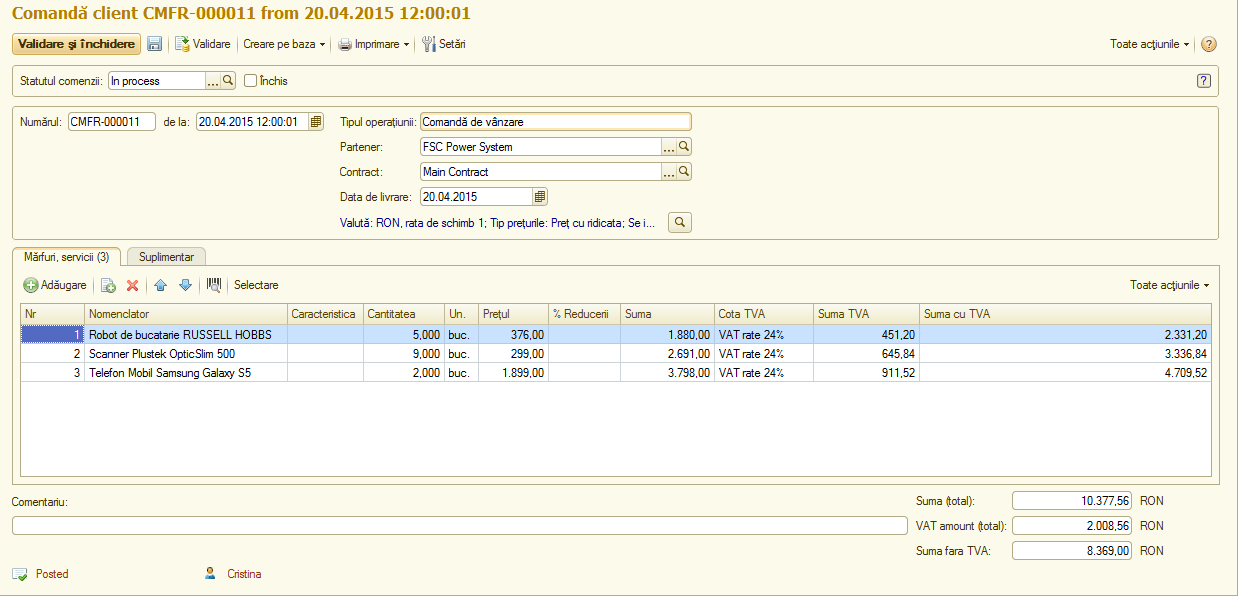 Comandă client CMFR-000011 from 20.04.2015 12:00:01
Validare şi închidere Validare Creare pe baza Imprimare Setări Toate acţiunile ?
Statutul comenzii: In process ... Închis ?
Numărul: CMFR-000011 de la: 20.04.2015 12:00:01 Tipul operaţiunii: Comandă de vânzare
Partener: FSC Power System ...
Contract: Main Contract ...
Data de livrare: 20.04.2015
Valută: RON, rata de schimb 1; Tip preţurile: Preţ cu ridicata; Se i...
Mărfuri, servicii (3) Suplimentar
Adăugare Selectare Toate acţiunile
Nr Nomenclator Caracteristica Cantitatea Un. Preţul % Reducerii Suma Cota TVA Suma TVA Suma cu TVA
1 Robot de bucatarie RUSSELL HOBBS 5,000 buc. 376,00 1.880,00 VAT rate 24% 451,20 2.331,20
2 Scanner Plustek OpticSlim 500 9,000 buc. 299,00 2.691,00 VAT rate 24% 645,84 3.336,84
3 Telefon Mobil Samsung Galaxy S5 2,000 buc. 1.899,00 3.798,00 VAT rate 24% 911,52 4.709,52
Comentariu: Suma (total): 10.377,56 RON
VAT amount (total): 2.008,56 RON
Suma fara TVA: 8.369,00 RON
Posted Cristina